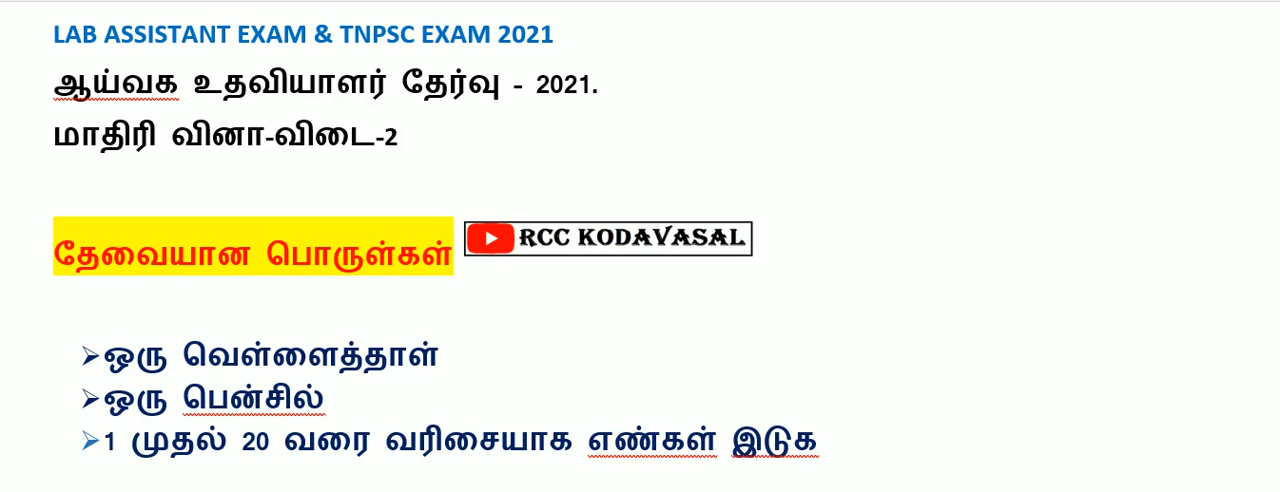 LAB ASSISTANT EXAM & TNPSC EXAM 2021
ஆய்வக உதவியாளர் தேர்வு - 2021.
மாதிரி வினா-விடை-2
தேவையான பொருள்கள் RCC KODAVASAL
➢ஒரு வெள்ளைத்தாள்
➢ஒரு பென்சில்
➢1 முதல் 20 வரை வரிசையாக எண்கள் இடுக